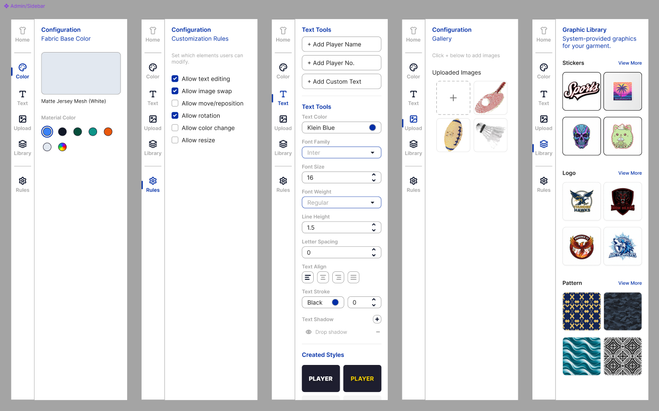 Admin/Sidebar
Home
Color
Text
Upload
Library
Rules
Configuration
Fabric Base Color
Matte Jersey Mesh (White)
Material Color
Home
Color
Text
Upload
Library
Rules
Configuration
Customization Rules
Set which elements users can
modify.
Allow text editing
Allow image swap
Allow move/reposition
Allow rotation
Allow color change
Allow resize
Home
Color
Text
Upload
Library
Rules
Text Tools
+ Add Player Name
+ Add Player No.
+ Add Custom Text
Text Tools
Text Color
Klein Blue
Font Family
Inter
Font Size
16
Font Weight
Regular
Line Height
1.5
Letter Spacing
0
Text Align
Text Stroke
Black
0
Text Shadow
+
Drop shadow
Created Styles
PLAYER
PLAYER
Home
Color
Text
Upload
Library
Rules
Configuration
Gallery
Click + below to add images
Uploaded Images
+
Home
Color
Text
Upload
Library
Rules
Graphic Library
System-provided graphics
for your garment.
Stickers
View More
Sports
Logo
View More
HAWKS
Pattern
View More